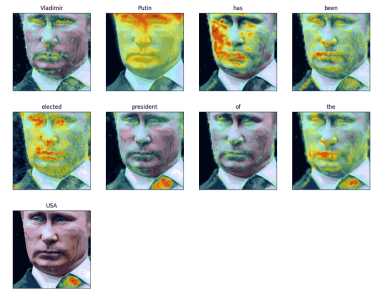 Vladimir Putin has been
elected president of the
USA